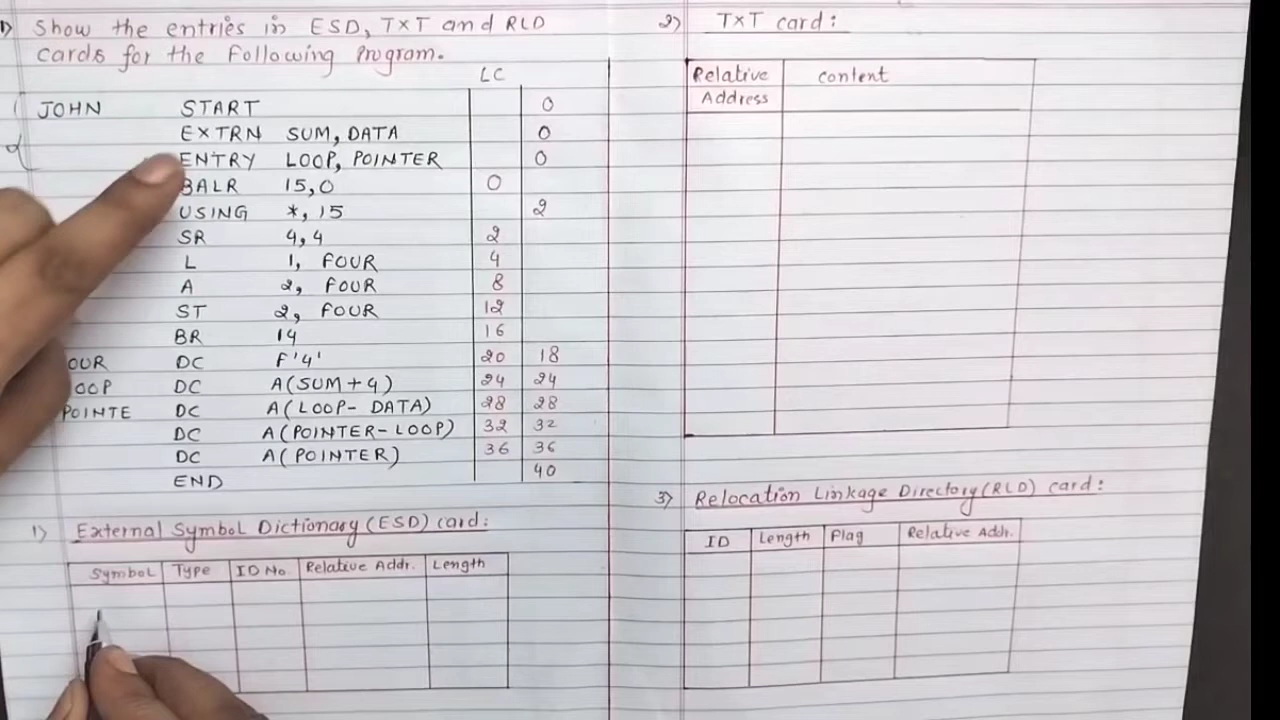 1) Show the entries in ESD, TXT and RLD
cards for the following program.
LC
JOHN START 0
EXTRN SUM, DATA 0
ENTRY LOOP, POINTER 0
BALR 15,0 0
USING *, 15 2
SR 4,4 2
L 1, FOUR 4
A 2, FOUR 8
ST 2, FOUR 12
BR 14 16
OUR DC F'4' 20 18
OOP DC A(SUM+4) 24 24
POINTE DC A(LOOP- DATA) 28 28
DC A(POINTER-LOOP) 32 32
DC A(POINTER) 36 36
END 40
1) External Symbol Dictionary (ESD) card:
Symbol Type ID No. Relative Addr. Length
2) TXT card:
Relative Address content
3) Relocation Linkage Directory (RLD) card:
ID Length Flag Relative Addr.